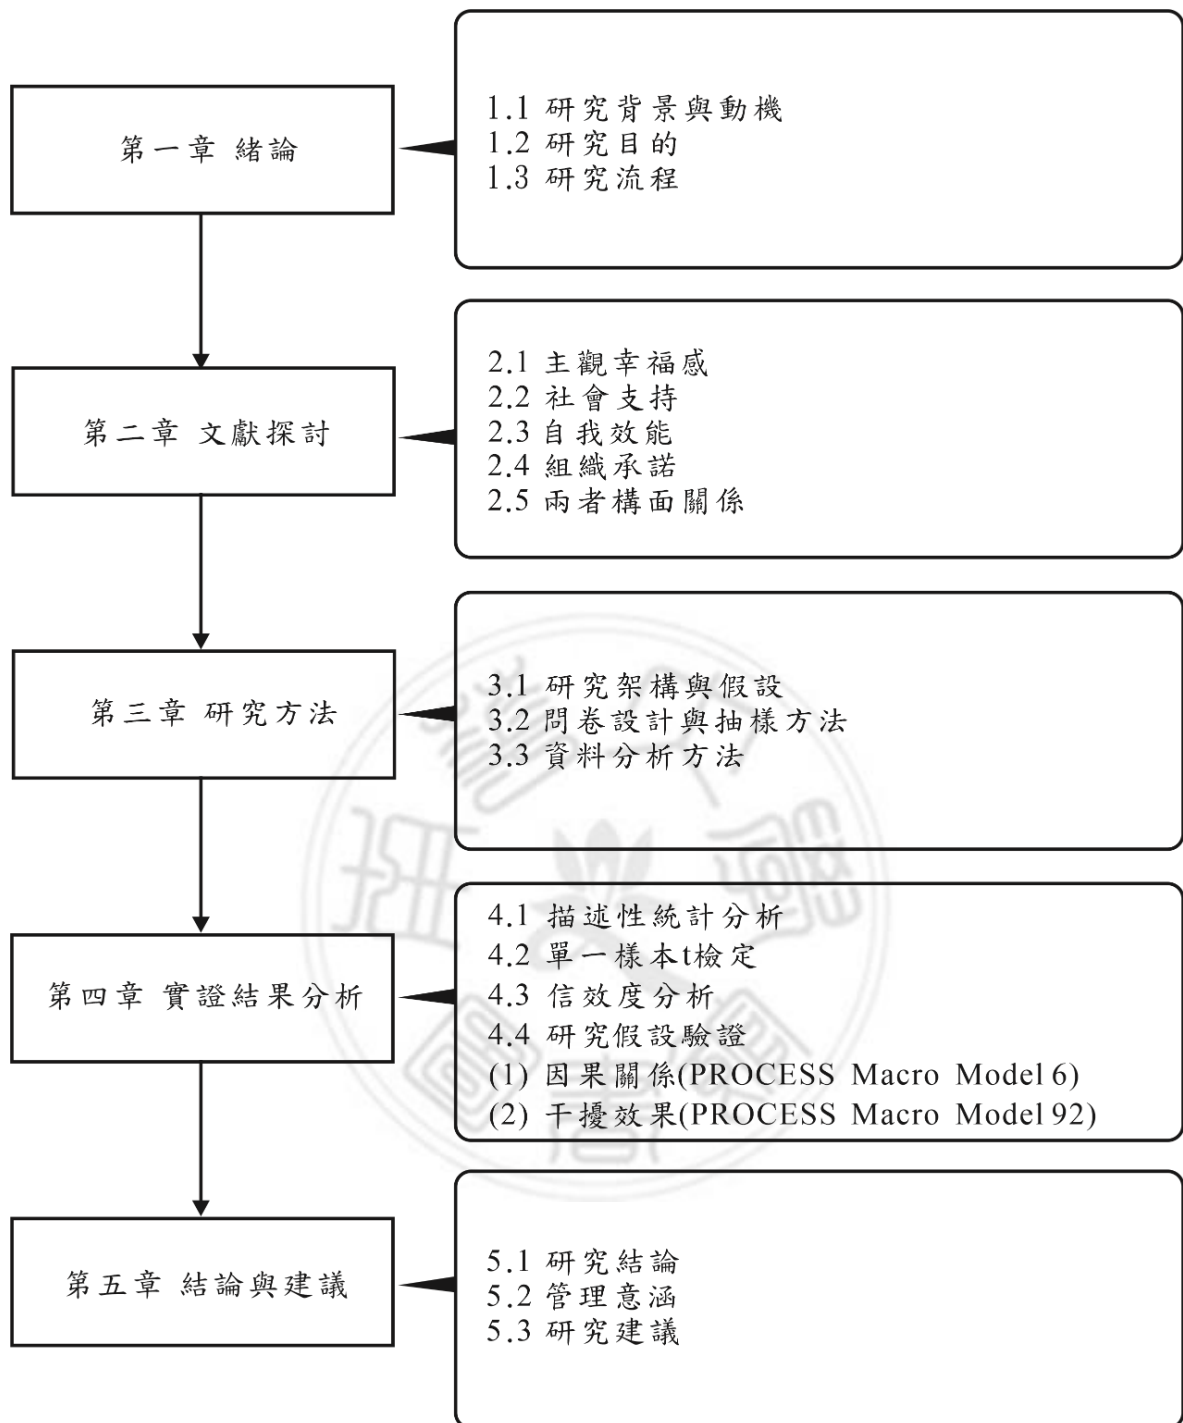 第一章 緒論
1.1 研究背景與動機
1.2 研究目的
1.3 研究流程
第二章 文獻探討
2.1 主觀幸福感
2.2 社會支持
2.3 自我效能
2.4 組織承諾
2.5 兩者構面關係
第三章 研究方法
3.1 研究架構與假設
3.2 問卷設計與抽樣方法
3.3 資料分析方法
第四章 實證結果分析
4.1 描述性統計分析
4.2 單一樣本t檢定
4.3 信效度分析
4.4 研究假設驗證
(1) 因果關係(PROCESS Macro Model 6)
(2) 干擾效果(PROCESS Macro Model 92)
第五章 結論與建議
5.1 研究結論
5.2 管理意涵
5.3 研究建議